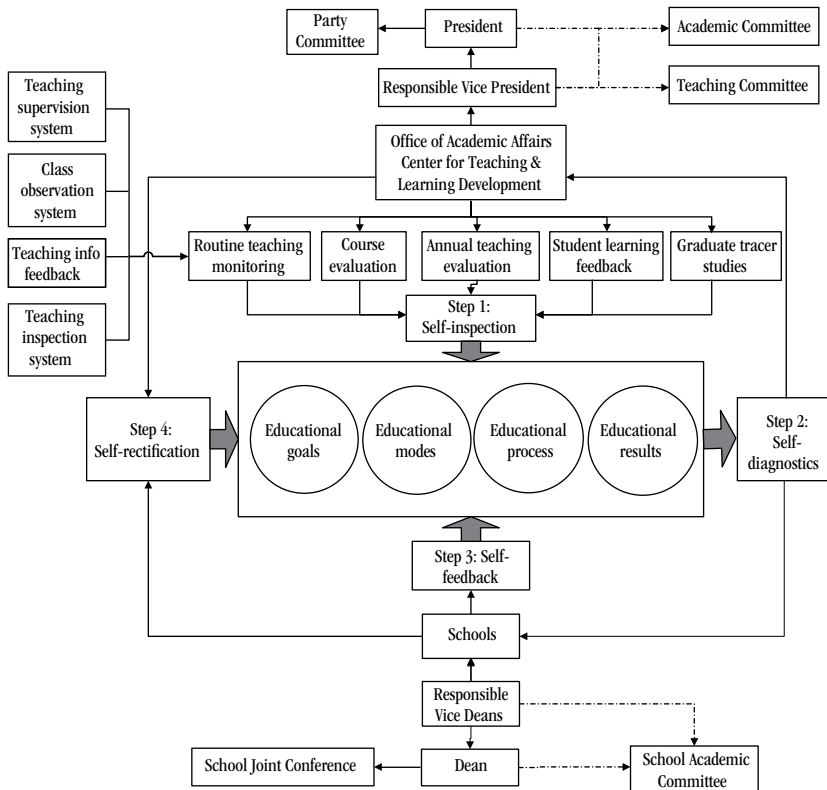 Party
Committee
President
Academic Committee
Responsible Vice President
Teaching Committee
Teaching
supervision
system
Class
observation
system
Teaching info
feedback
Teaching
inspection
system
Office of Academic Affairs
Center for Teaching &
Learning Development
Routine teaching
monitoring
Course
evaluation
Annual teaching
evaluation
Student learning
feedback
Graduate tracer
studies
Step 1:
Self-inspection
Step 4:
Self-rectification
Educational
goals
Educational
modes
Educational
process
Educational
results
Step 2:
Self-
diagnostics
Step 3: Self-
feedback
Schools
Responsible
Vice Deans
School Joint Conference
Dean
School Academic
Committee